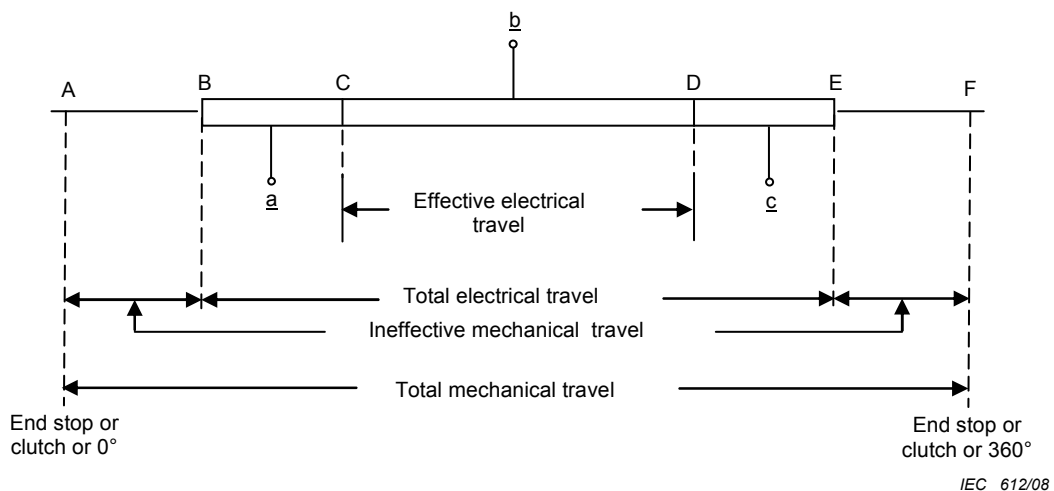 b
A
B
C
D
E
F
a
Effective electrical
travel
c
Total electrical travel
Ineffective mechanical travel
Total mechanical travel
End stop or
clutch or 0°
End stop or
clutch or 360°
IEC 612/08